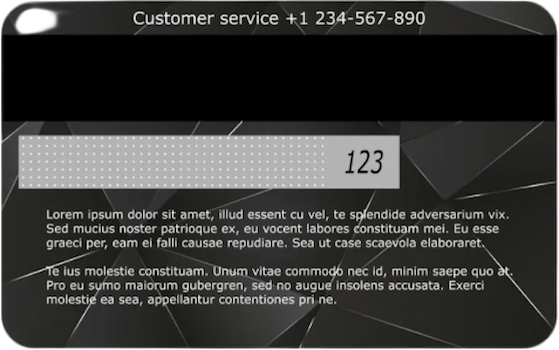 Customer service +1 234-567-890
123
Lorem ipsum dolor sit amet, illud essent cu vel, te splendide adversarium vix.
Sed mucius noster patrioque ex, eu vocent labores constituam mei. Eu esse
graeci per, eam ei falli causae repudiare. Sea ut case scaevola elaboraret.
Te ius molestie constituam. Unum vitae commodo nec id, minim saepe quo at.
Pro eu sumo maiorum gubergren, sed no augue insolens accusata. Exerci
molestie ea sea, appellantur contentiones pri ne.